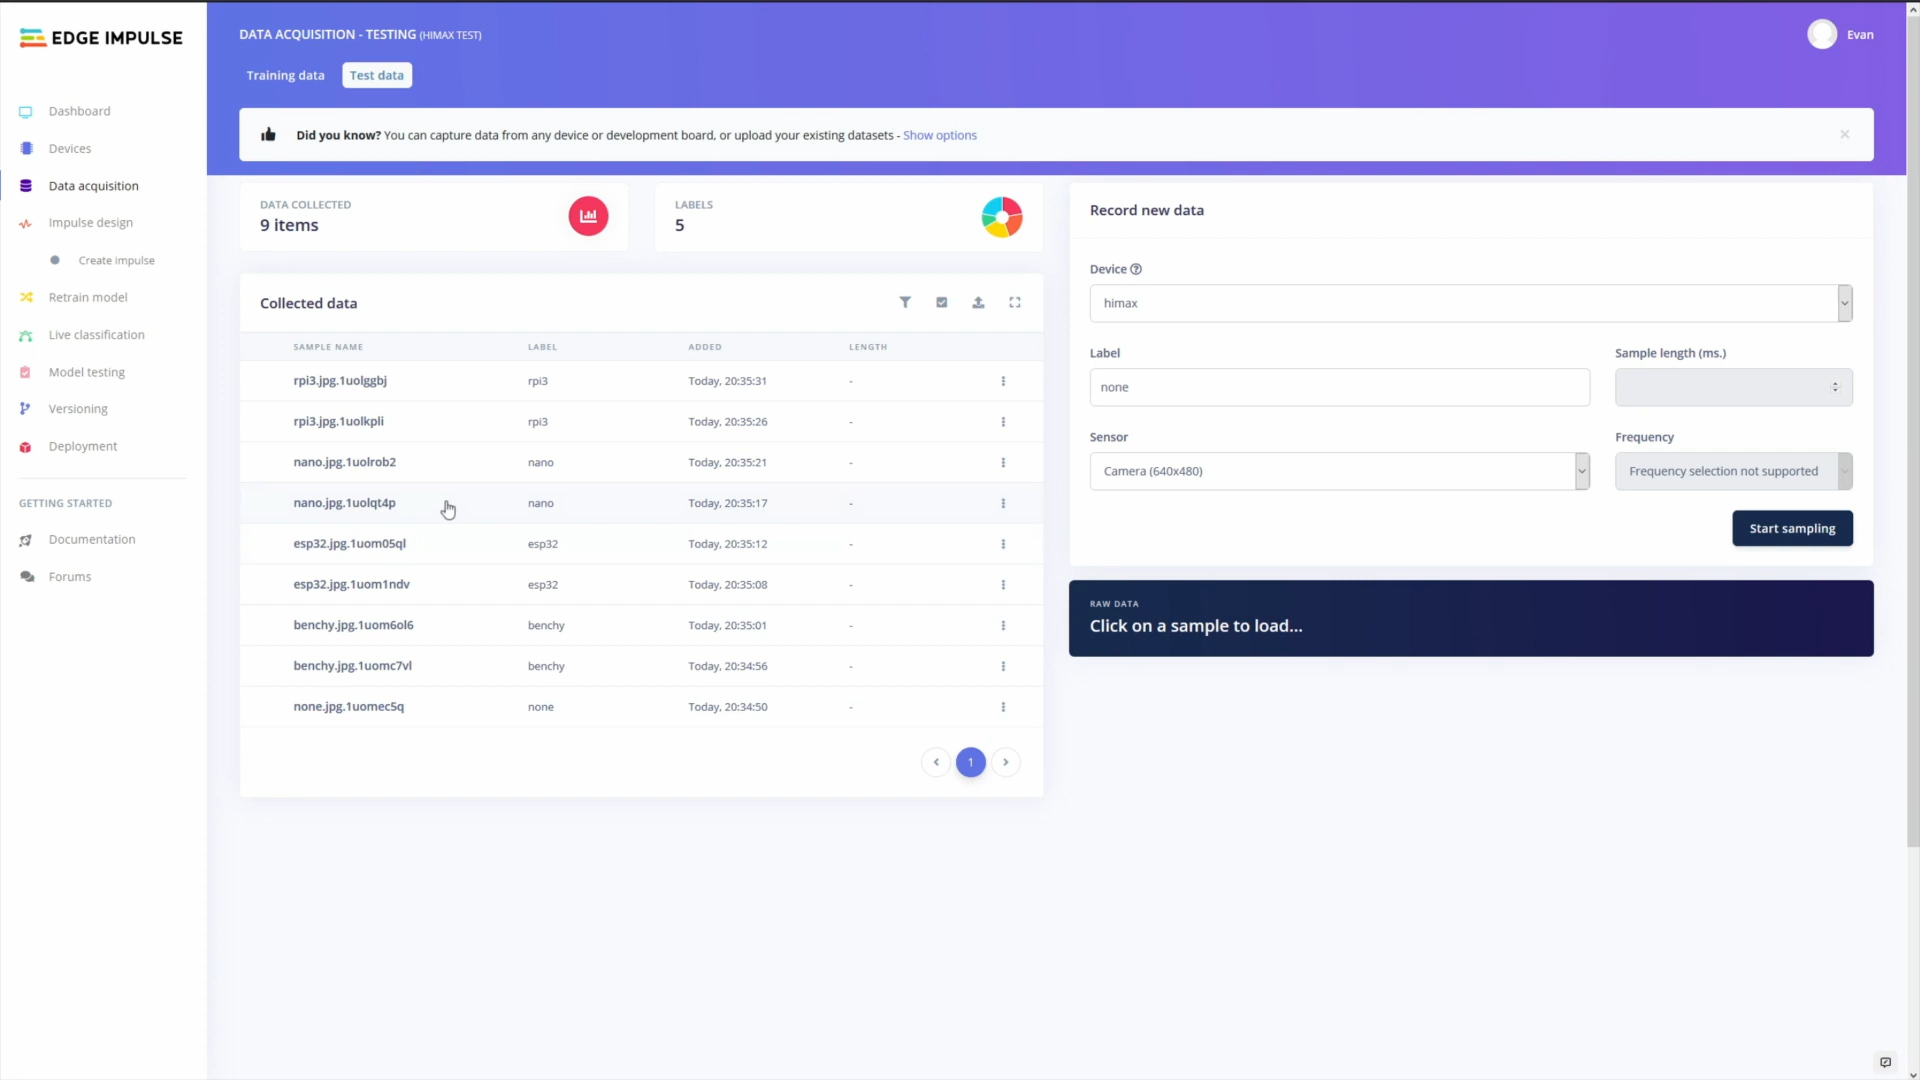 EDGE IMPULSE
DATA ACQUISITION - TESTING (HIMAX TEST)
Evan
Training data
Test data
Did you know? You can capture data from any device or development board, or upload your existing datasets - Show options
Dashboard
Devices
Data acquisition
Impulse design
Create impulse
Retrain model
Live classification
Model testing
Versioning
Deployment
GETTING STARTED
Documentation
Forums
DATA COLLECTED
9 items
LABELS
5
Collected data
SAMPLE NAME LABEL ADDED LENGTH
rpi3.jpg.1uolggbj rpi3 Today, 20:35:31 -
rpi3.jpg.1uolkpli rpi3 Today, 20:35:26 -
nano.jpg.1uolrob2 nano Today, 20:35:21 -
nano.jpg.1uolqt4p nano Today, 20:35:17 -
esp32.jpg.1uom05ql esp32 Today, 20:35:12 -
esp32.jpg.1uom1ndv esp32 Today, 20:35:08 -
benchy.jpg.1uom6ol6 benchy Today, 20:35:01 -
benchy.jpg.1uomc7vl benchy Today, 20:34:56 -
none.jpg.1uomec5q none Today, 20:34:50 -
1
Record new data
Device
himax
Label
Sample length (ms.)
none
Sensor
Frequency
Camera (640x480)
Frequency selection not supported
Start sampling
RAW DATA
Click on a sample to load...